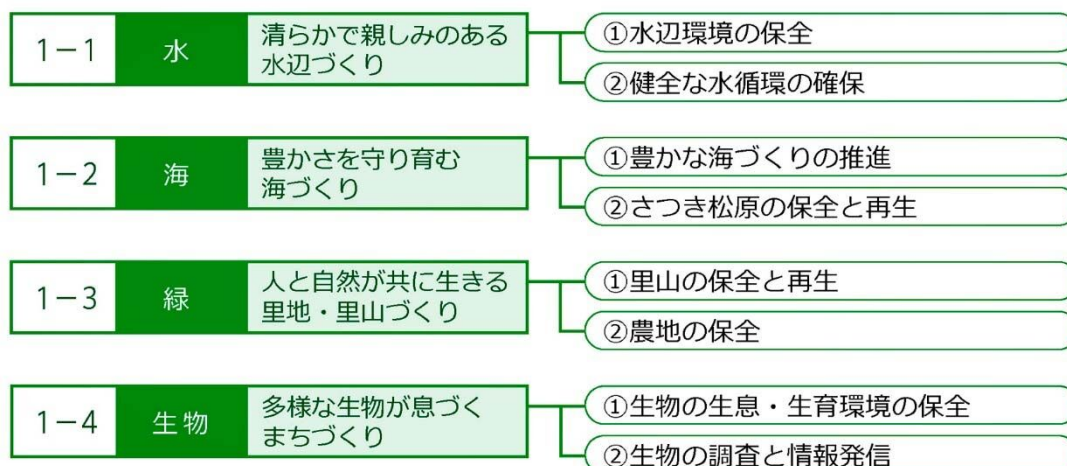 1-1 水 清らかで親しみのある
水辺づくり
①水辺環境の保全
②健全な水循環の確保
1-2 海 豊かさを守り育む
海づくり
①豊かな海づくりの推進
②さつき松原の保全と再生
1-3 緑 人と自然が共に生きる
里地・里山づくり
①里山の保全と再生
②農地の保全
1-4 生物 多様な生物が息づく
まちづくり
①生物の生息・生育環境の保全
②生物の調査と情報発信